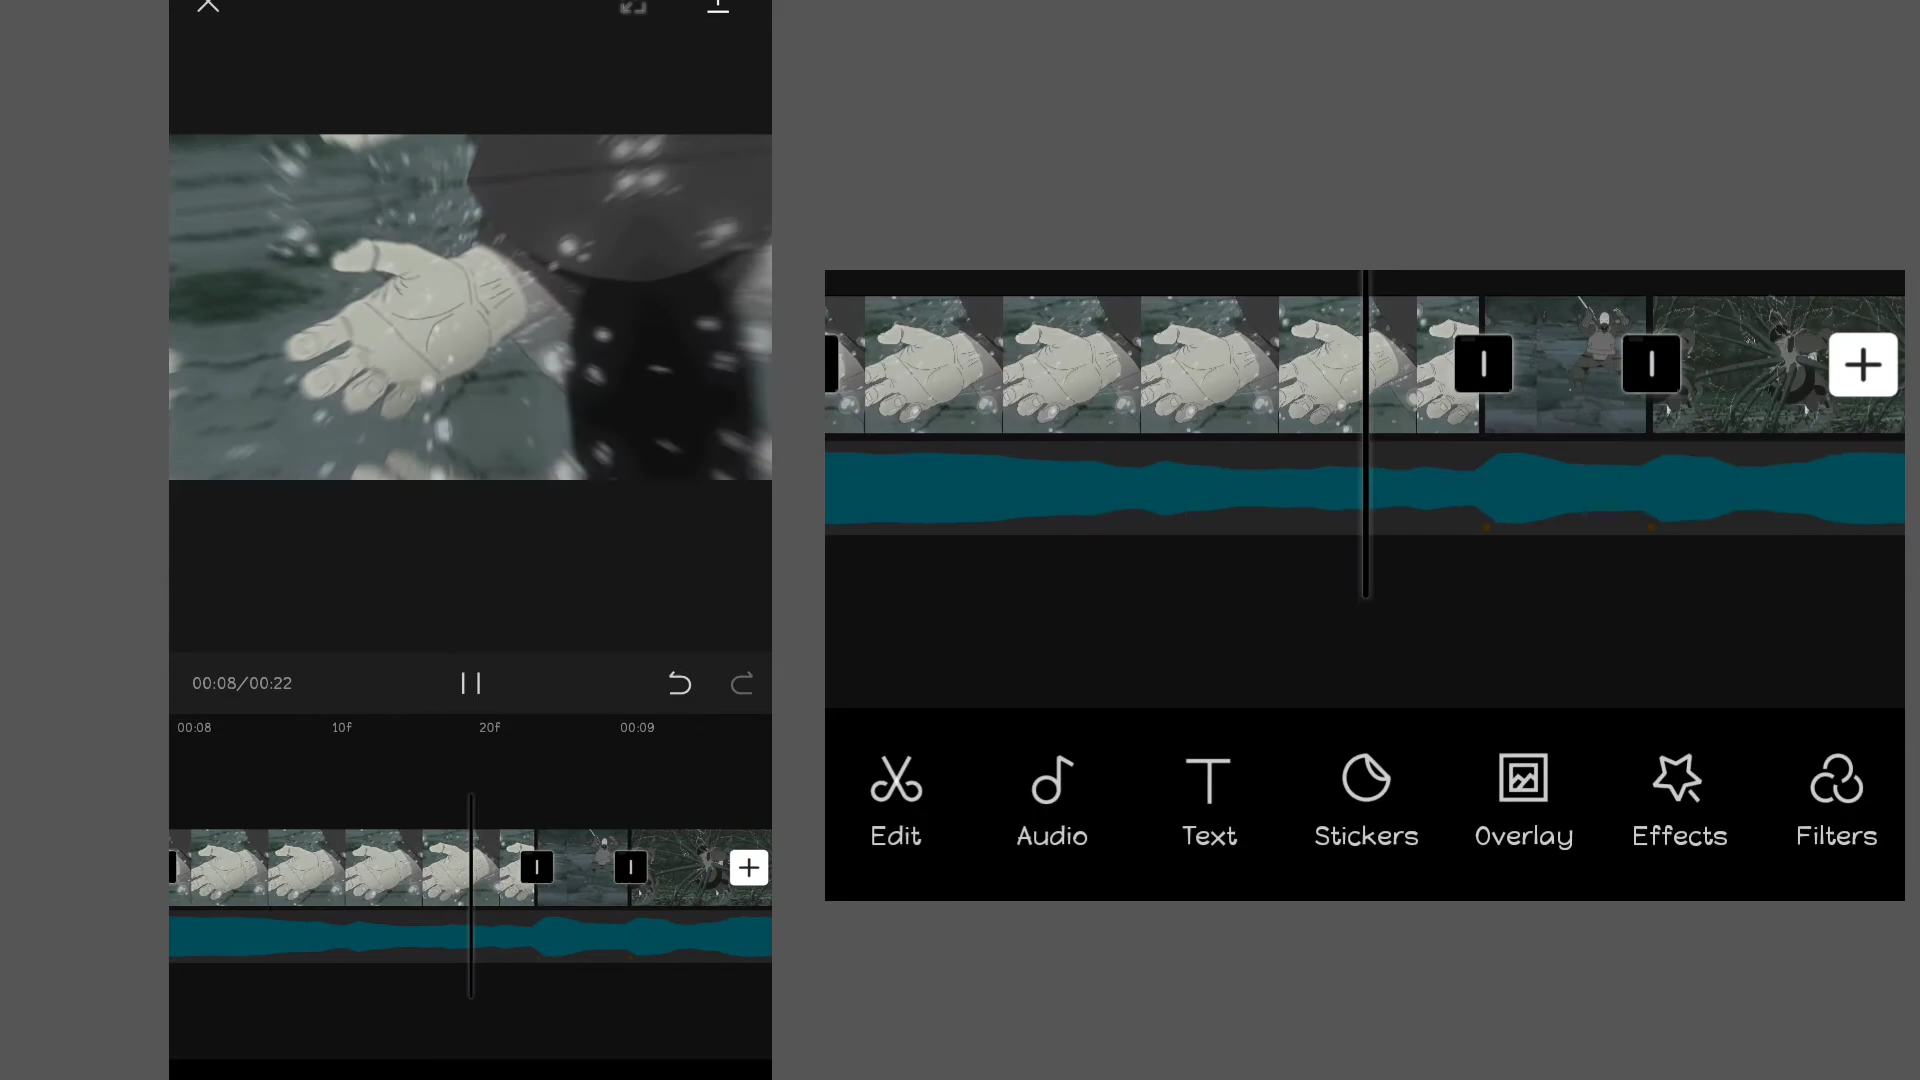 00:08/00:22
00:08 10f 20f 00:09
Edit Audio Text Stickers Overlay Effects Filters